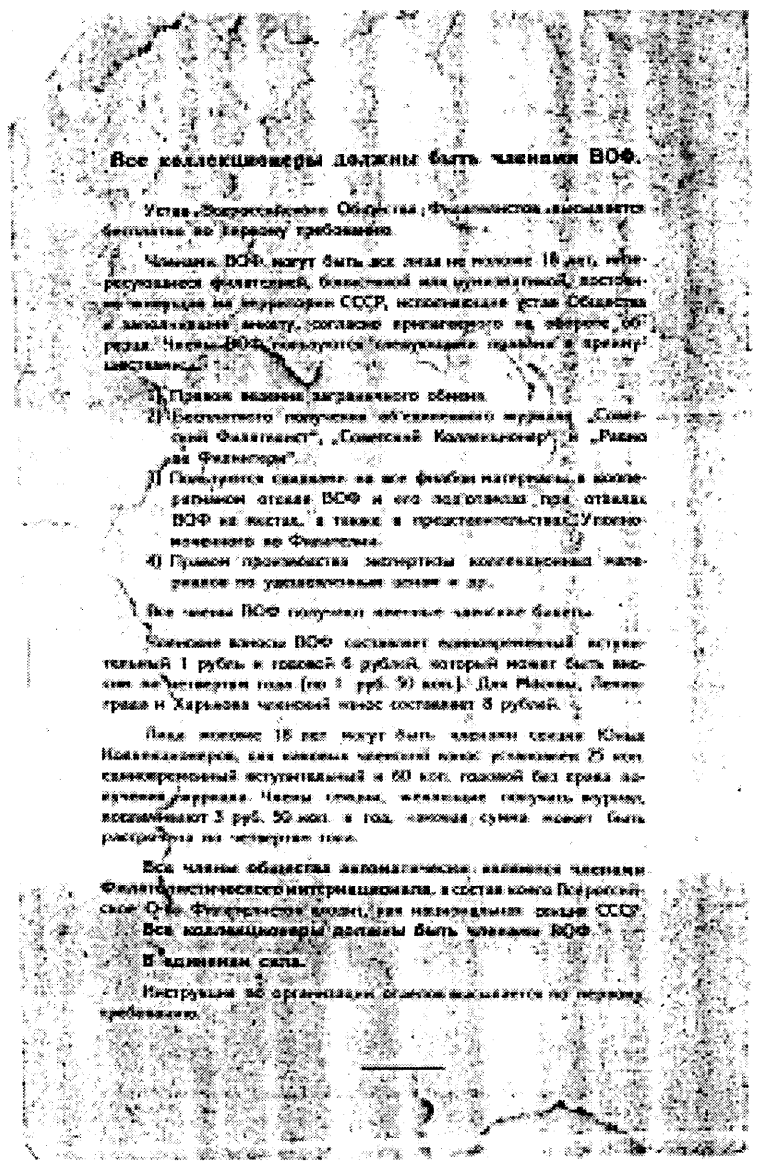 Все коллекционеры должны быть членами ВОФ.
Устав Всероссийского Общества Филателистов высылается
бесплатно по первому требованию.
Членами ВОФ могут быть все лица не моложе 18 лет, инте-
ресующиеся филателией, бонистикой или нумизматикой, постоян-
но живущие на территории СССР, исполняющие устав Общества
и заполнившие анкету, согласно прилагаемого на обороте об-
разца. Члены ВОФ пользуются следующими правами и преиму-
ществами:
1) Правом ведения заграничного обмена.
2) Бесплатного получения об'единенного журнала „Совет-
ский Филателист“, „Советский Коллекционер“ и „Радио
де Филинтерн“.
3) Пользуются скидками на все филатем материалы в коопе-
ративном отделе ВОФ и его подотделах при отделах
ВОФ на местах, а также в представительствах Уполно-
моченного по Филателии.
4) Правом производства экспертизы коллекционных мате-
риалов по удешевленным ценам и др.
Все члены ВОФ получают членские билеты.
Членские взносы ВОФ составляет единовременный вступи-
тельный 1 рубль и годовой 6 рублей, который может быть вне-
сен по четвертям года (по 1 руб. 50 коп.). Для Москвы, Ленин-
града и Харькова членский взнос составляет 8 рублей.
Лица моложе 18 лет могут быть членами секции Юных
Коллекционеров, для каковых членский взнос установлен 25 коп.
единовременный вступительный и 60 коп. годовой без права по-
лучения журнала. Члены секции, желающие получать журнал,
уплачивают 3 руб. 50 коп. в год, каковая сумма может быть
рассрочена по четвертям года.
Все члены общества автоматически являются членами
Филателистического интернационала, в состав коего Всероссий-
ское О-во Филателистов входит, как национальная секция СССР.
Все коллекционеры должны быть членами ВОФ.
В единении сила.
Инструкция по организации отделов высылается по первому
требованию.